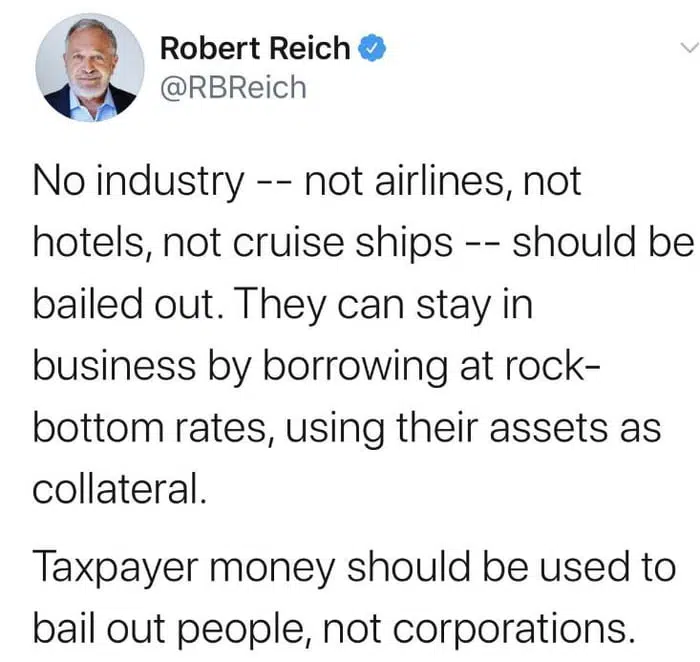 Robert Reich
@RBReich
No industry -- not airlines, not
hotels, not cruise ships -- should be
bailed out. They can stay in
business by borrowing at rock-
bottom rates, using their assets as
collateral.
Taxpayer money should be used to
bail out people, not corporations.